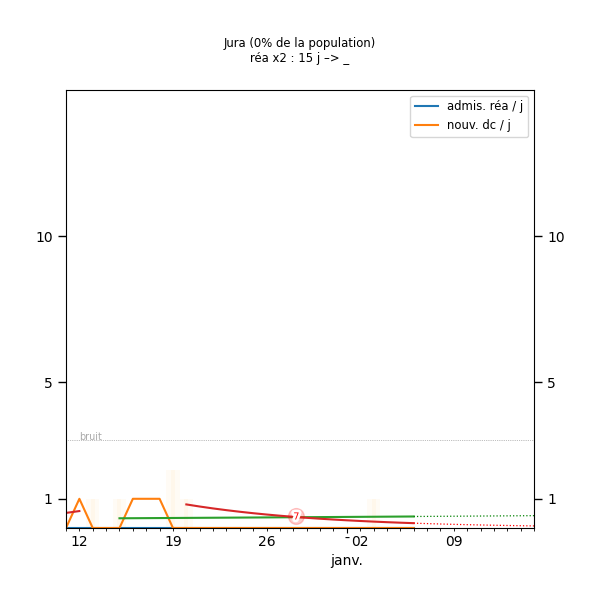 Jura (0% de la population)
réa x2 : 15 j –> _
admis. réa / j
nouv. dc / j
10 10
5 5
bruit
1 1
7
12 19 26 02 09
janv.